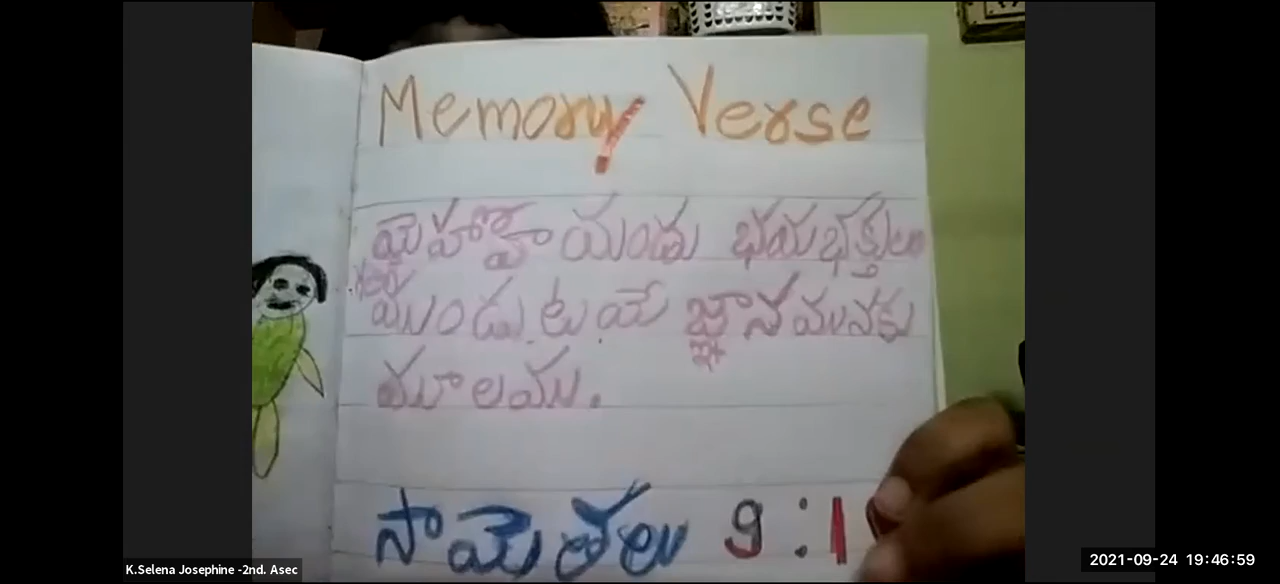 Memory Verse
యెహోవా యందు భయభక్తులు
కలి
ముండుటయే జ్ఞానమునకు
మూలము.
సామెతలు 9:1
K.Selena Josephine -2nd. Asec
2021-09-24 19:46:59